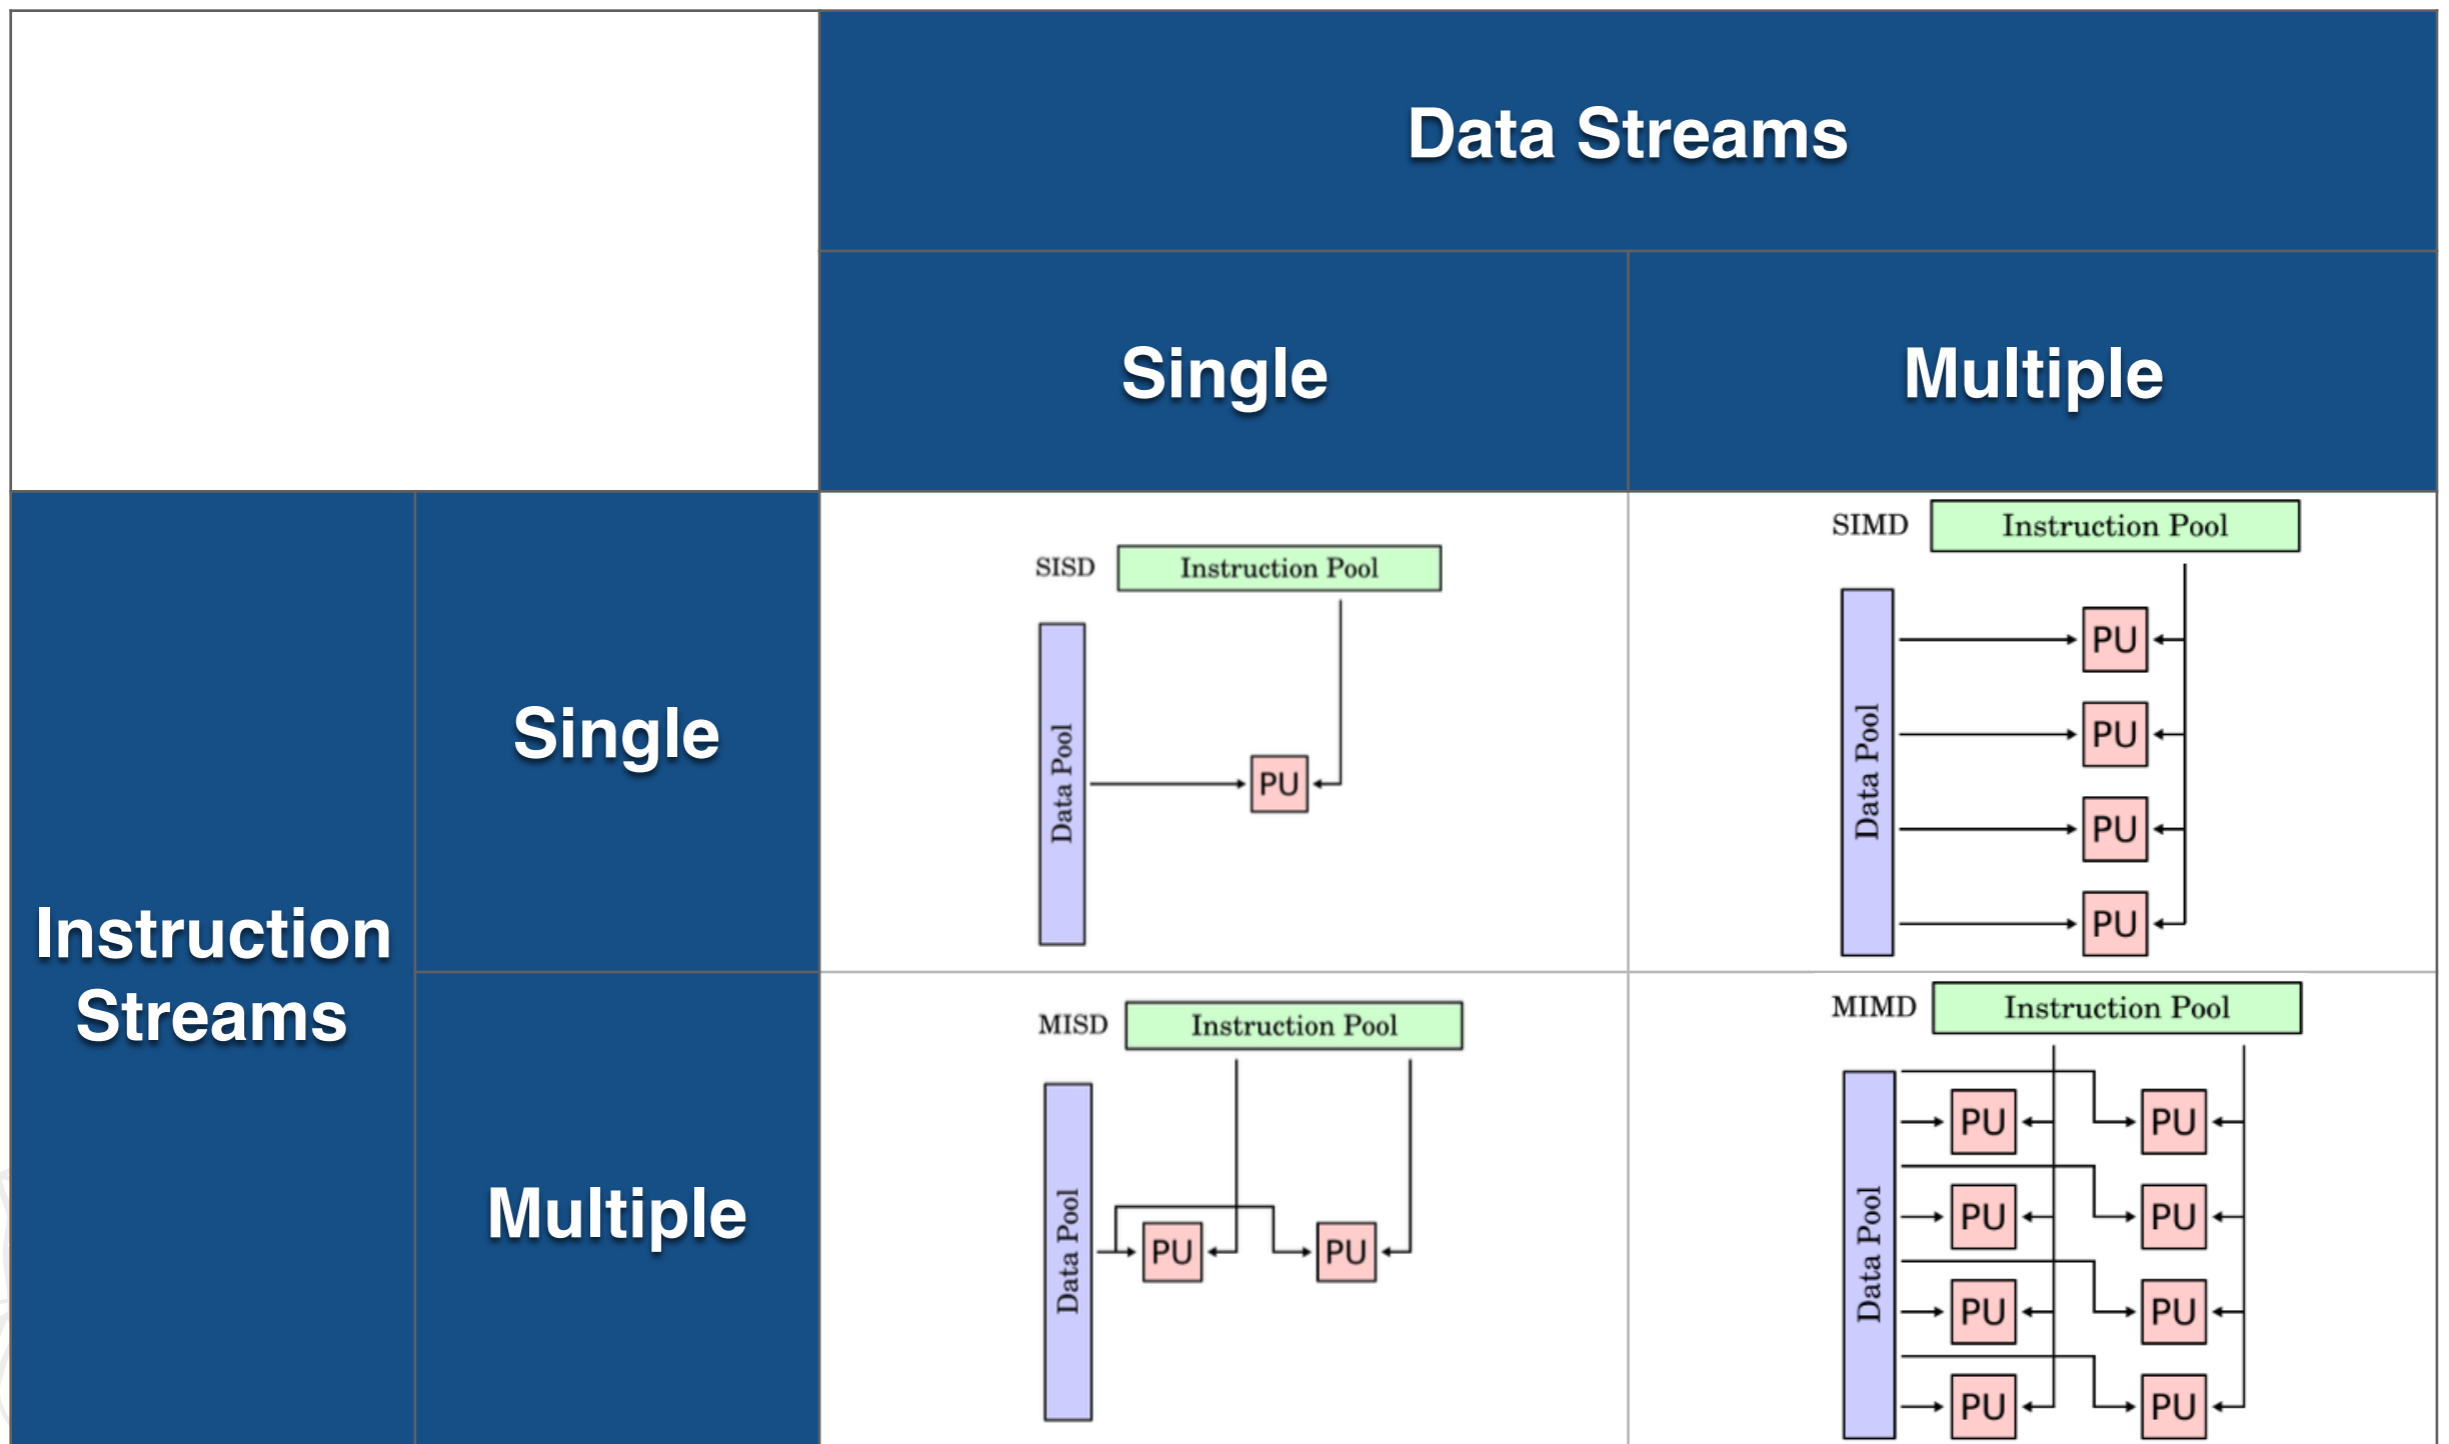 Data Streams
Single
Multiple
Instruction
Streams
Single
SISD
Instruction Pool
Data Pool
PU
SIMD
Instruction Pool
Data Pool
PU
PU
PU
PU
Multiple
MISD
Instruction Pool
Data Pool
PU
PU
MIMD
Instruction Pool
Data Pool
PU
PU
PU
PU
PU
PU
PU
PU